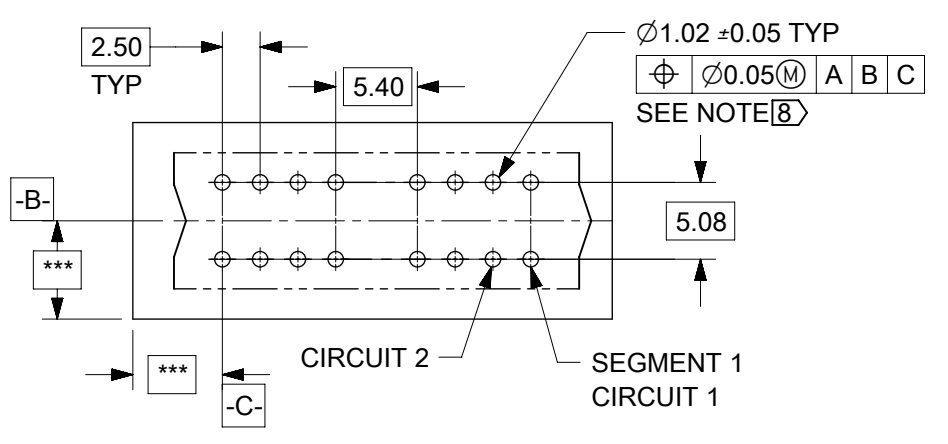 2.50
TYP
5.40
∅1.02 ±0.05 TYP
⌖ ∅0.05Ⓜ A B C
SEE NOTE 8
-B-
5.08
***
***
-C-
CIRCUIT 2
SEGMENT 1
CIRCUIT 1